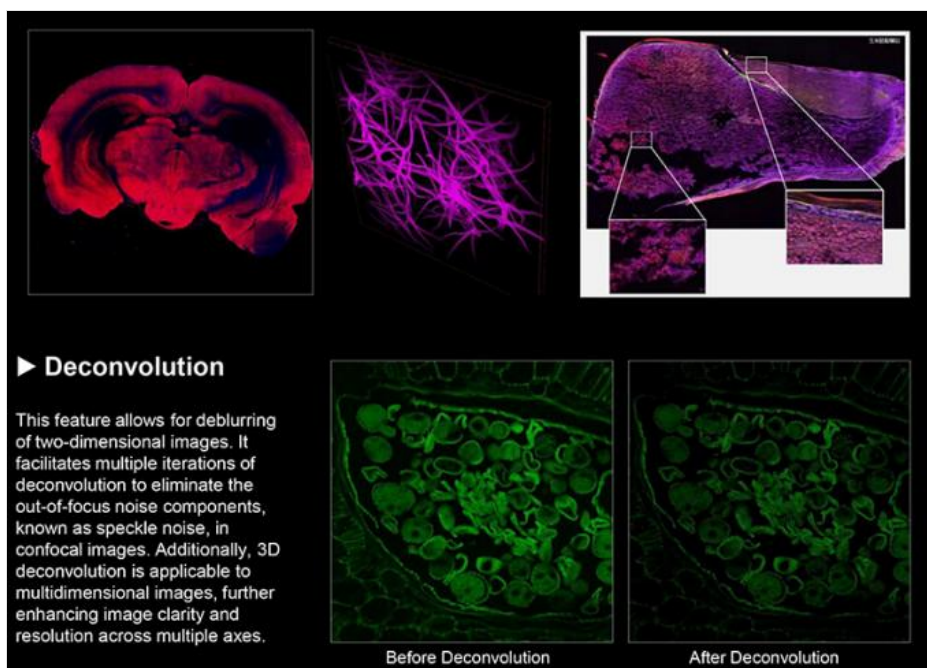 ▶ Deconvolution
This feature allows for deblurring
of two-dimensional images. It
facilitates multiple iterations of
deconvolution to eliminate the
out-of-focus noise components,
known as speckle noise, in
confocal images. Additionally, 3D
deconvolution is applicable to
multidimensional images, further
enhancing image clarity and
resolution across multiple axes.
Before Deconvolution
After Deconvolution